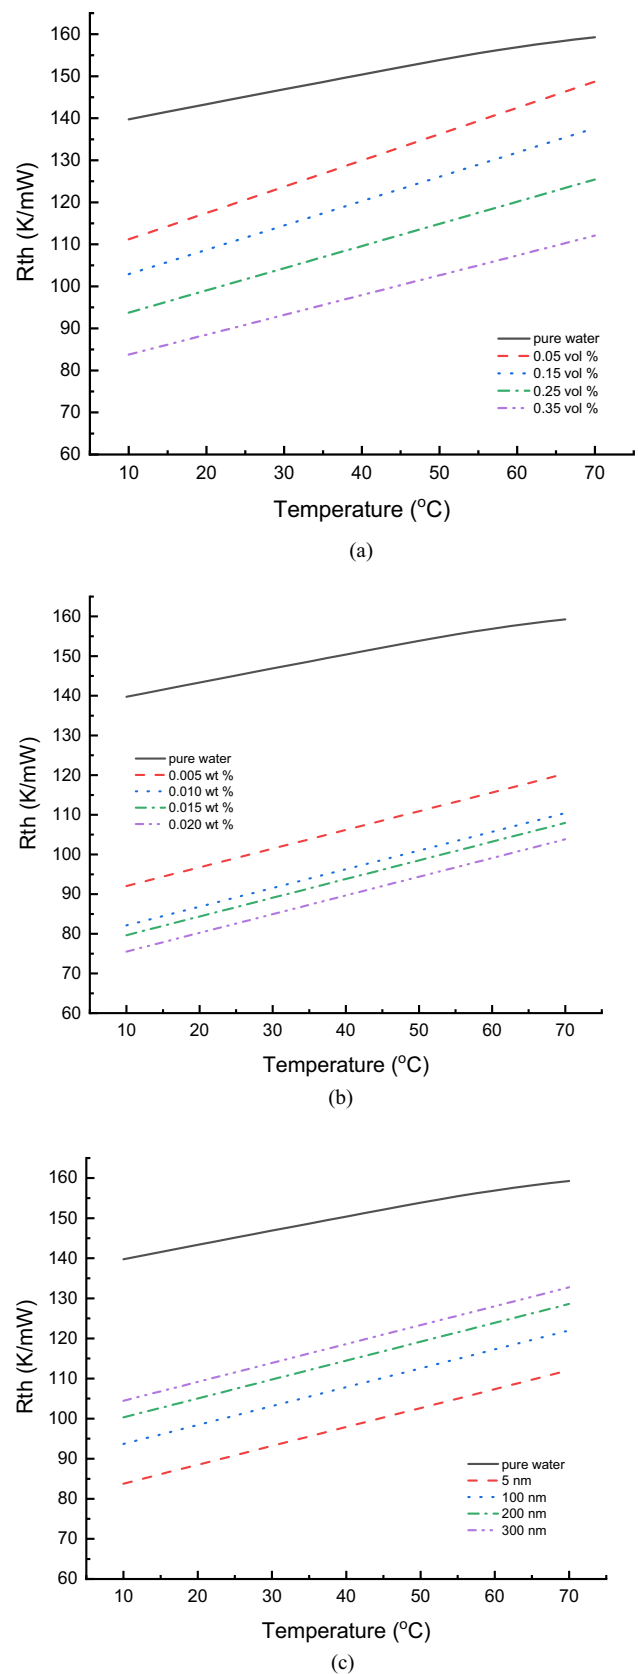 160
150
140
130
120
110
100
90
80
70
60
Rth (K/mW)
pure water
0.05 vol %
0.15 vol %
0.25 vol %
0.35 vol %
10 20 30 40 50 60 70
Temperature (°C)
(a)
160
150
140
130
120
110
100
90
80
70
60
Rth (K/mW)
pure water
0.005 wt %
0.010 wt %
0.015 wt %
0.020 wt %
10 20 30 40 50 60 70
Temperature (°C)
(b)
160
150
140
130
120
110
100
90
80
70
60
Rth (K/mW)
pure water
5 nm
100 nm
200 nm
300 nm
10 20 30 40 50 60 70
Temperature (°C)
(c)